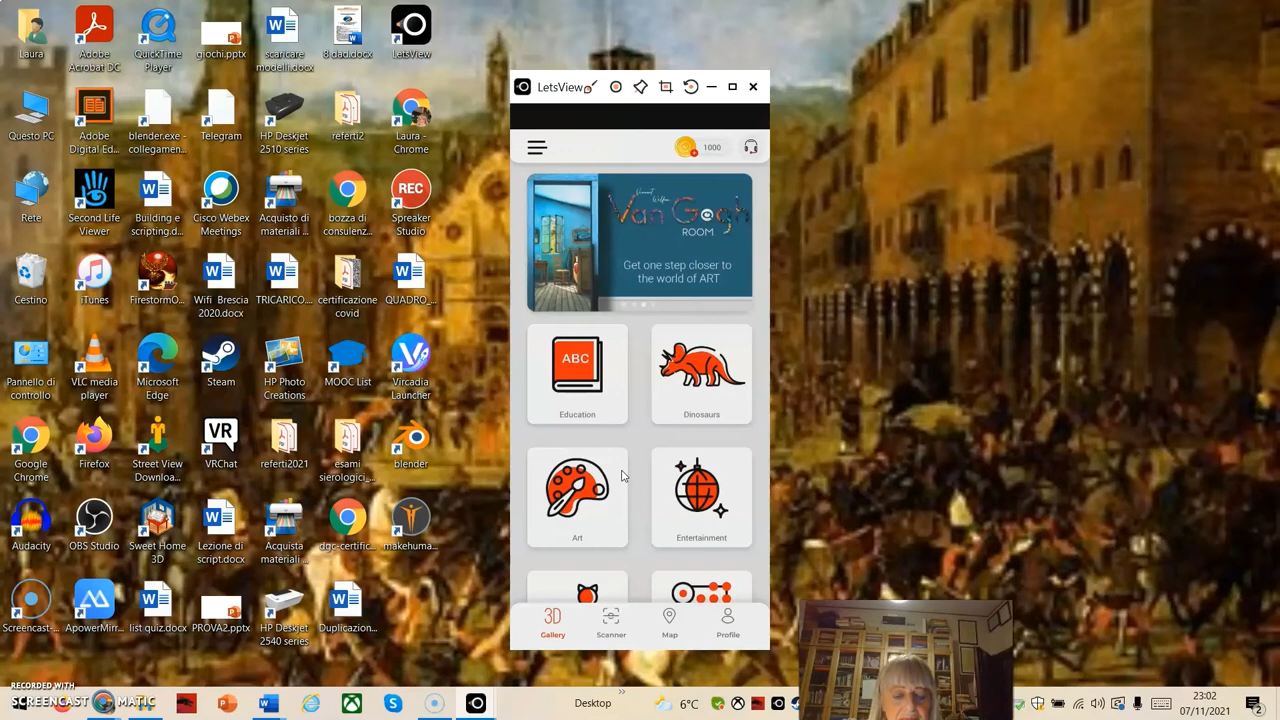 Laura
Adobe
Acrobat DC
QuickTime
Player
giochi.pptx
scaricare
modelli.docx
8.dad.docx
LetsView
Questo PC
Adobe
Digital Ed...
blender.exe -
collegamen...
Telegram
HP Deskjet
2510 series
referti2
Laura -
Chrome
Rete
Second Life
Viewer
Building e
scripting.d...
Cisco Webex
Meetings
Acquisto di
materiali ...
bozza di
consulenz...
REC
Spreaker
Studio
Cestino
iTunes
FirestormO...
Wifi Brescia
2020.docx
TRICARICO....
certificazione
covid
QUADRO_...
Pannello di
controllo
VLC media
player
Microsoft
Edge
Steam
HP Photo
Creations
MOOC List
Vircadia
Launcher
Google
Chrome
Firefox
Street View
Downloa...
VR
VRChat
referti2021
esami
sierologici_...
blender
Audacity
OBS Studio
Sweet Home
3D
Lezione di
script.docx
Acquista
materiali ...
dgc-certific...
makehuma...
Screencast-...
ApowerMirr...
list quiz.docx
PROVA2.pptx
HP Deskjet
2540 series
Duplicazion...
LetsView
1000
Vincent
Van Gogh
ROOM
Get one step closer to
the world of ART
ABC
Education
Dinosaurs
Art
Entertainment
3D
Gallery
Scanner
Map
Profile
RECORDED WITH
SCREENCAST MATIC
Desktop
6°C
23:02
07/11/2021
2